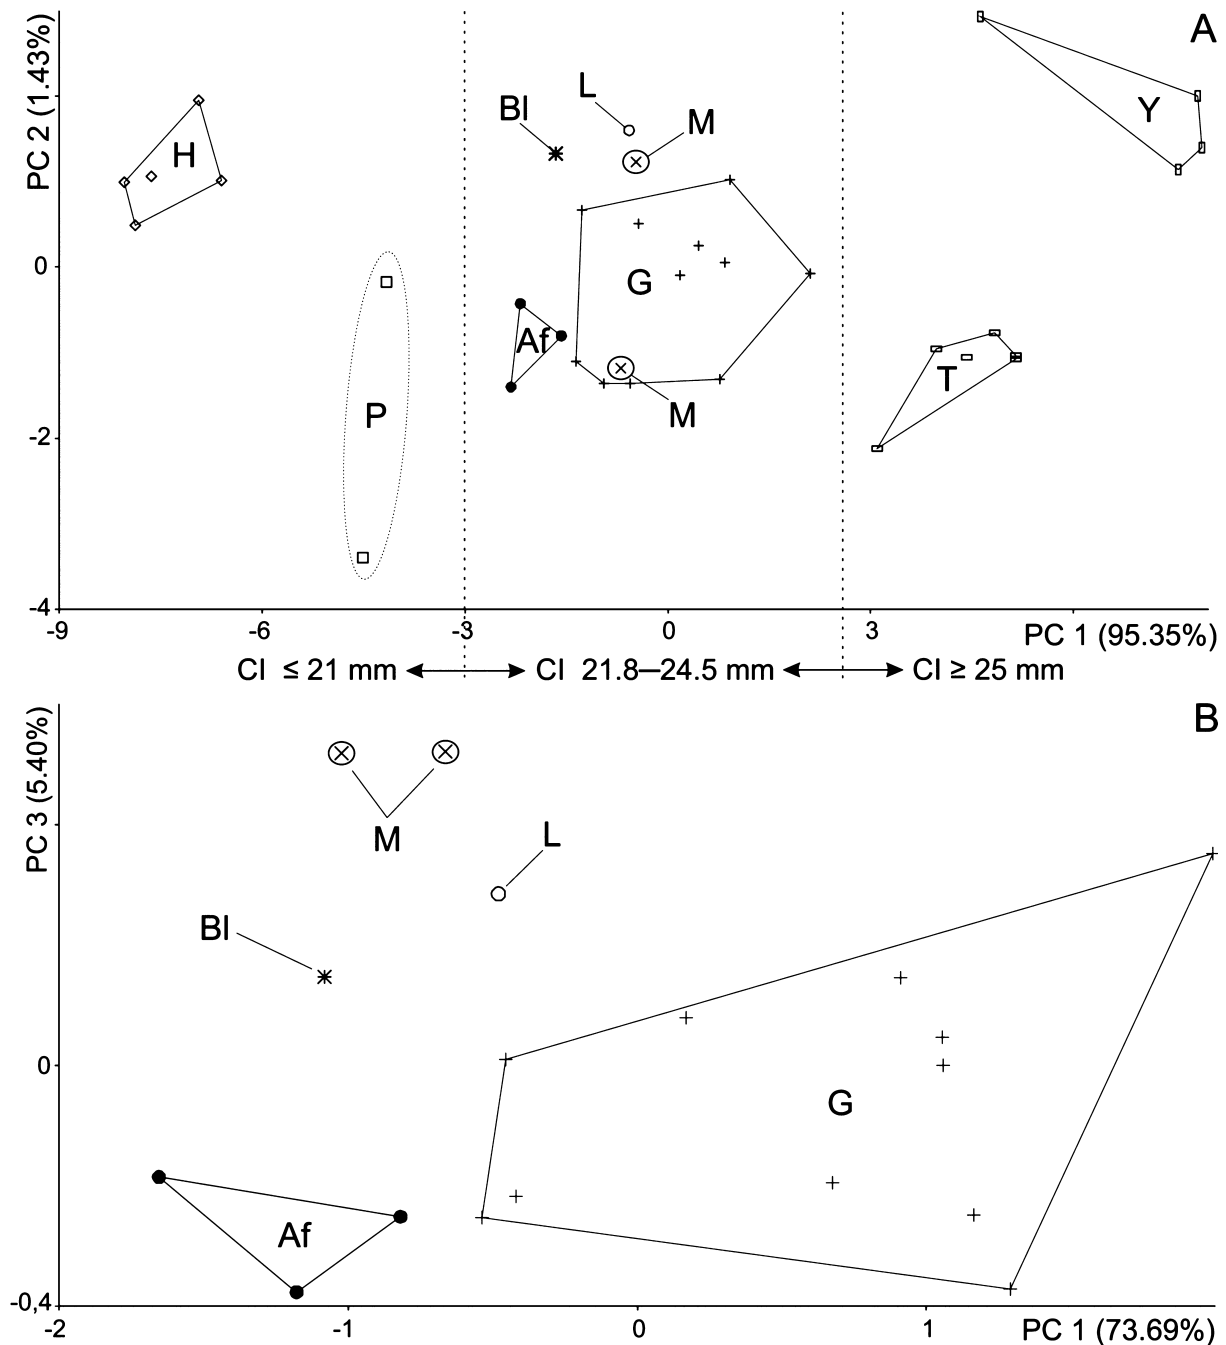 A
PC 2 (1.43%)
L
Bl
M
Y
H
0
G
Af
T
P
M
-2
-4
-9
-6
-3
0
3
PC 1 (95.35%)
CI ≤ 21 mm
CI 21.8–24.5 mm
CI ≥ 25 mm
B
PC 3 (5.40%)
M
L
Bl
0
G
Af
-0,4
-2
-1
0
1
PC 1 (73.69%)